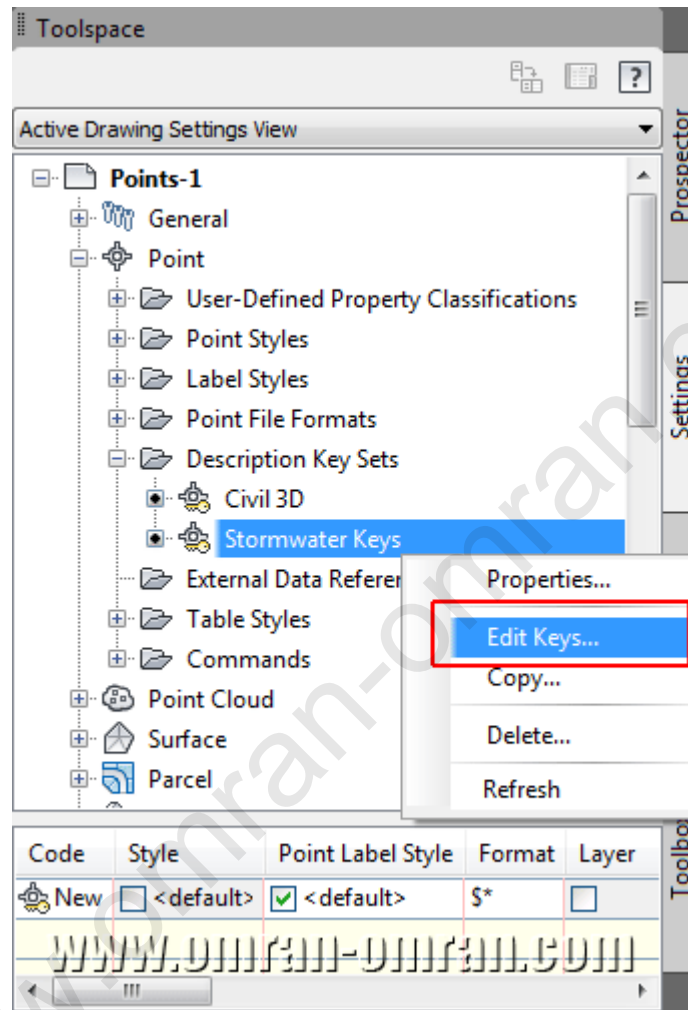 Toolspace
Active Drawing Settings View
Points-1
General
Point
User-Defined Property Classifications
Point Styles
Label Styles
Point File Formats
Description Key Sets
Civil 3D
Stormwater Keys
External Data Refere
Table Styles
Commands
Point Cloud
Surface
Parcel
Properties...
Edit Keys...
Copy...
Delete...
Refresh
Prospector
Settings
Toolbox
Code Style Point Label Style Format Layer
New <default> <default> $*
www.omran-omran.com